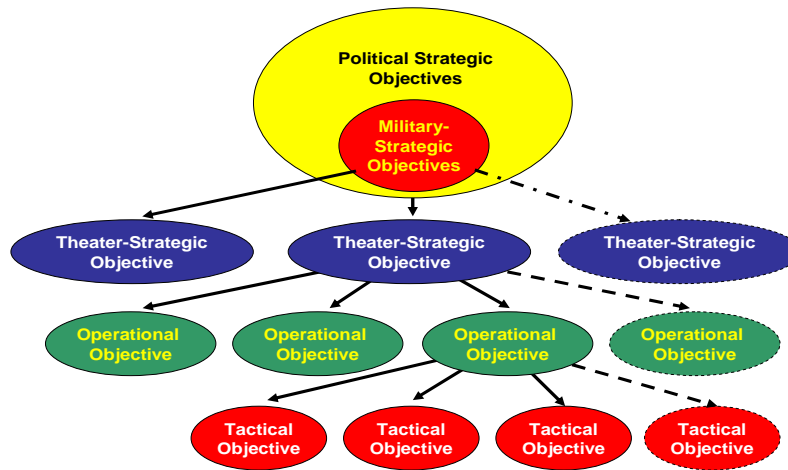 Political Strategic
Objectives
Military-
Strategic
Objectives
Theater-Strategic
Objective
Theater-Strategic
Objective
Theater-Strategic
Objective
Operational
Objective
Operational
Objective
Operational
Objective
Operational
Objective
Tactical
Objective
Tactical
Objective
Tactical
Objective
Tactical
Objective